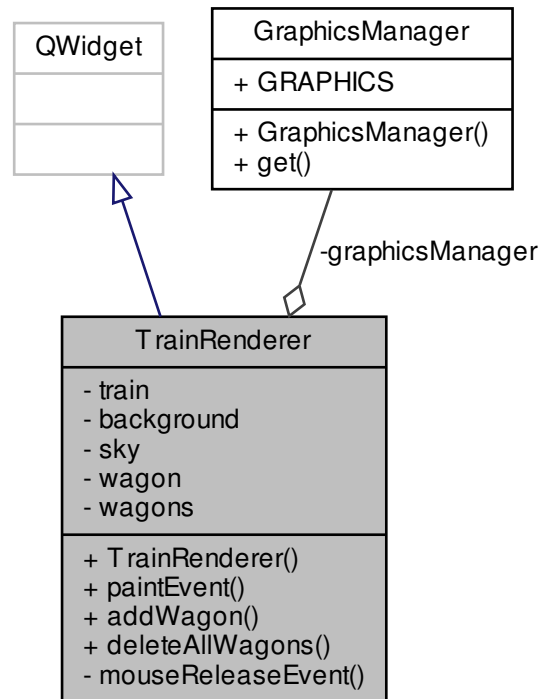 QWidget
GraphicsManager
+ GRAPHICS
+ GraphicsManager()
+ get()
-graphicsManager
TrainRenderer
- train
- background
- sky
- wagon
- wagons
+ TrainRenderer()
+ paintEvent()
+ addWagon()
+ deleteAllWagons()
- mouseReleaseEvent()